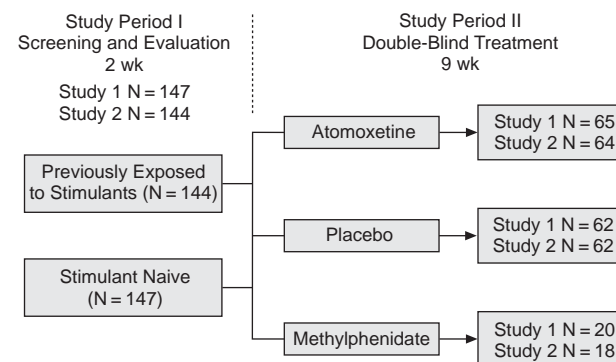 Study Period I
Screening and Evaluation
2 wk
Study 1 N = 147
Study 2 N = 144
Study Period II
Double-Blind Treatment
9 wk
Previously Exposed
to Stimulants (N = 144)
Stimulant Naive
(N = 147)
Atomoxetine
Study 1 N = 65
Study 2 N = 64
Placebo
Study 1 N = 62
Study 2 N = 62
Methylphenidate
Study 1 N = 20
Study 2 N = 18